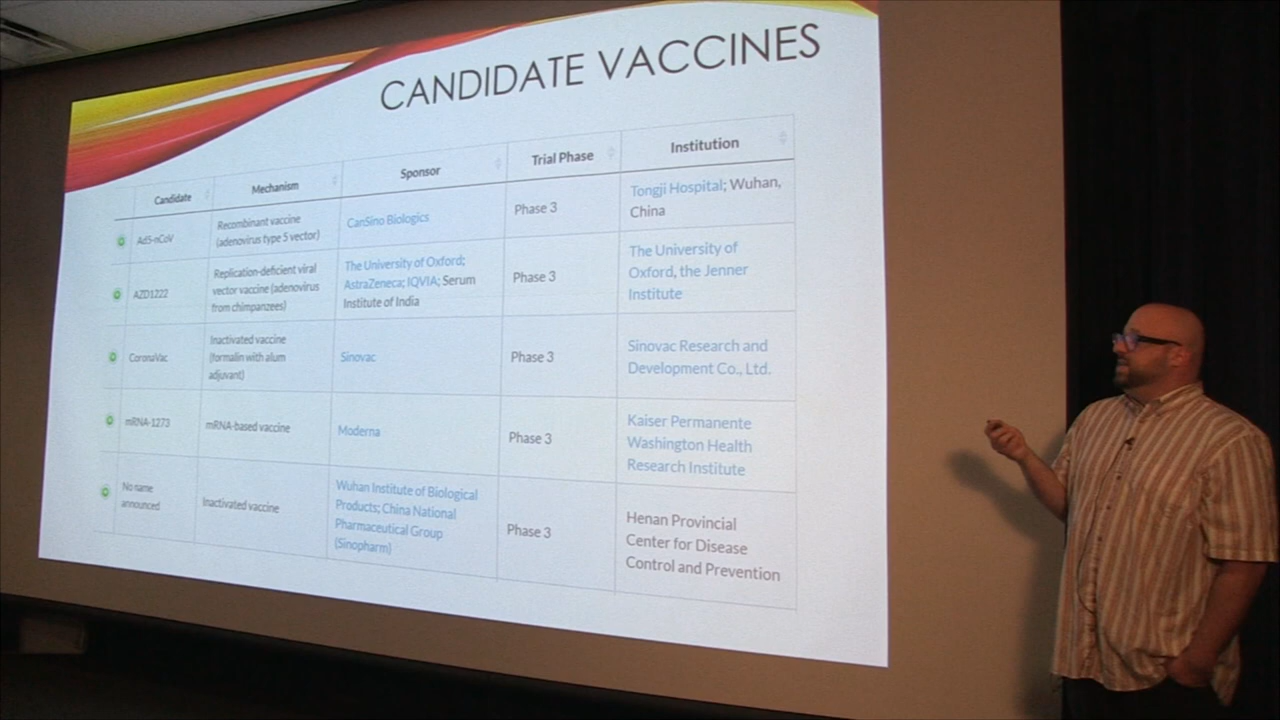 CANDIDATE VACCINES
Candidate
Mechanism
Sponsor
Trial Phase
Institution
Ad5-nCoV
Recombinant vaccine
(adenovirus type 5 vector)
CanSino Biologics
Phase 3
Tongji Hospital; Wuhan,
China
AZD1222
Replication-deficient viral
vector vaccine (adenovirus
from chimpanzees)
The University of Oxford;
AstraZeneca; IQVIA; Serum
Institute of India
Phase 3
The University of
Oxford, the Jenner
Institute
CoronaVac
Inactivated vaccine
(formalin with alum
adjuvant)
Sinovac
Phase 3
Sinovac Research and
Development Co., Ltd.
mRNA-1273
mRNA-based vaccine
Moderna
Phase 3
Kaiser Permanente
Washington Health
Research Institute
No name
announced
Inactivated vaccine
Wuhan Institute of Biological
Products; China National
Pharmaceutical Group
(Sinopharm)
Phase 3
Henan Provincial
Center for Disease
Control and Prevention